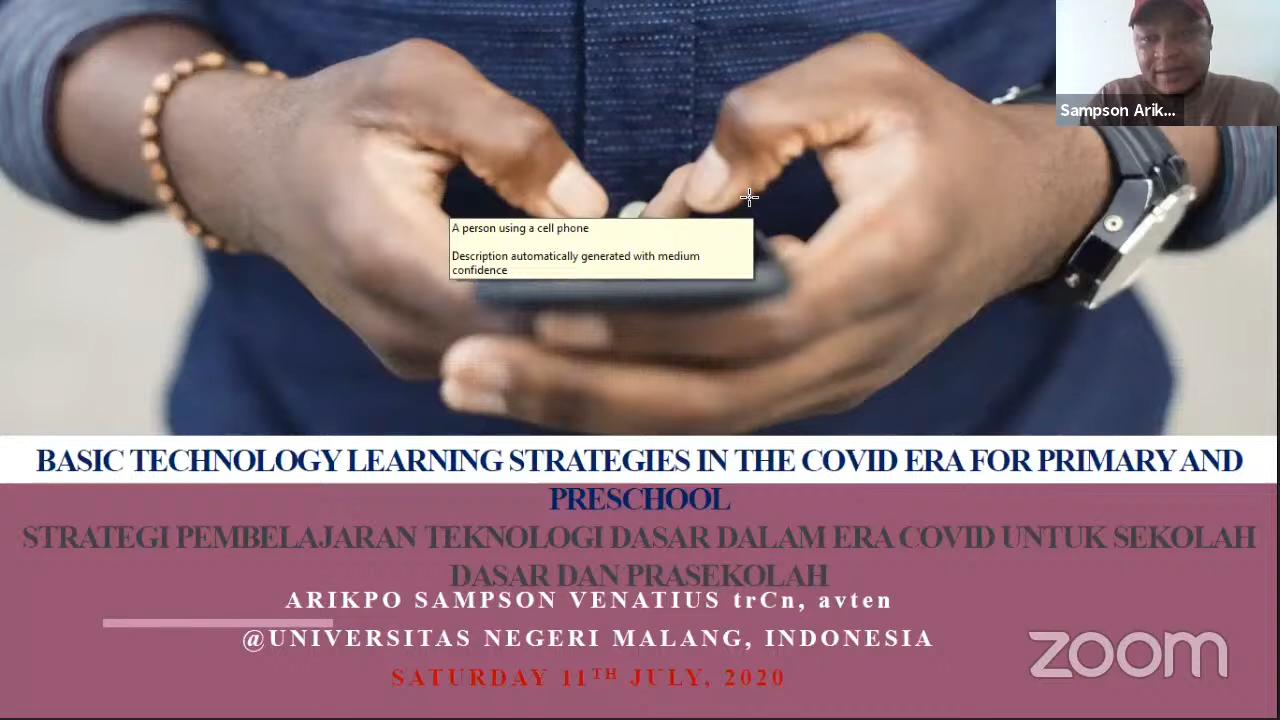 Sampson Arik...
A person using a cell phone
Description automatically generated with medium
confidence
BASIC TECHNOLOGY LEARNING STRATEGIES IN THE COVID ERA FOR PRIMARY AND
PRESCHOOL
STRATEGI PEMBELAJARAN TEKNOLOGI DASAR DALAM ERA COVID UNTUK SEKOLAH
DASAR DAN PRASEKOLAH
ARIKPO SAMPSON VENATIUS trCn, avten
@UNIVERSITAS NEGERI MALANG, INDONESIA
SATURDAY 11TH JULY, 2020
zoom